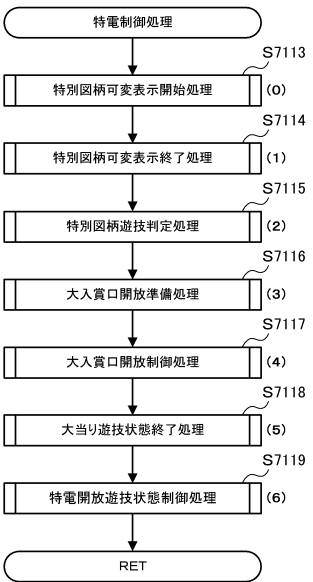 特電制御処理
S7113
特別図柄可変表示開始処理 (0)
S7114
特別図柄可変表示終了処理 (1)
S7115
特別図柄遊技判定処理 (2)
S7116
大入賞口開放準備処理 (3)
S7117
大入賞口開放制御処理 (4)
S7118
大当り遊技状態終了処理 (5)
S7119
特電開放遊技状態制御処理 (6)
RET